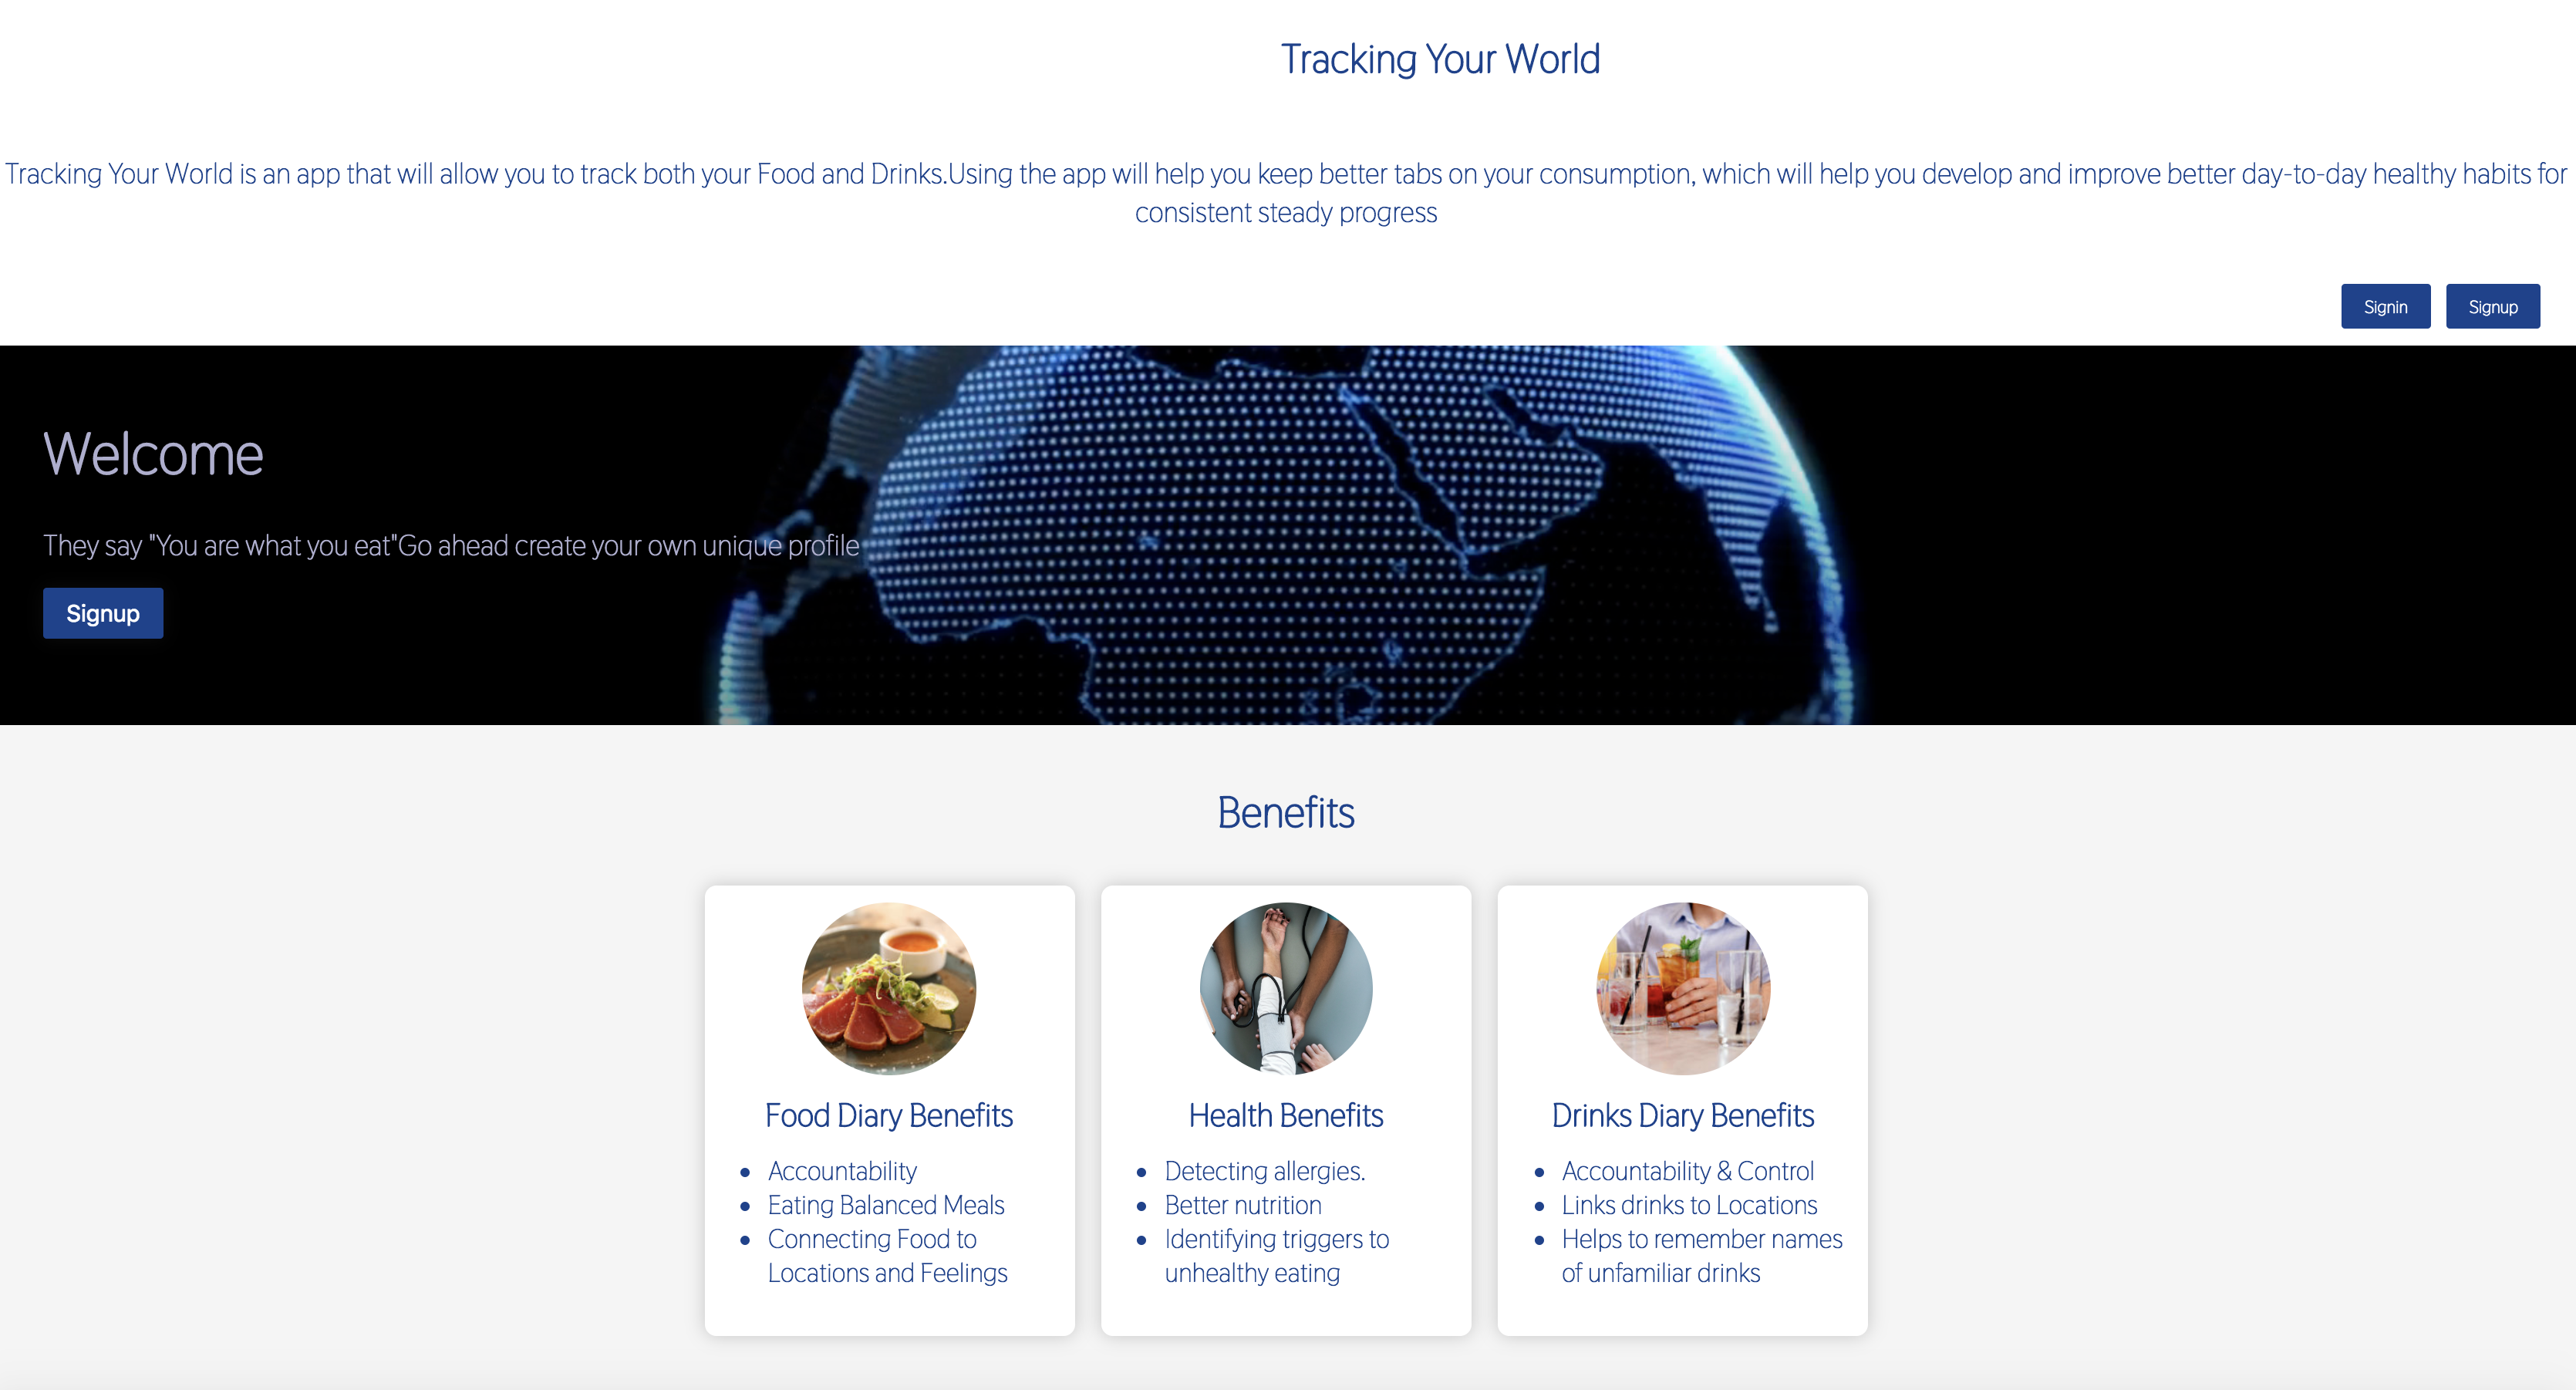 Tracking Your World
Tracking Your World is an app that will allow you to track both your Food and Drinks.Using the app will help you keep better tabs on your consumption, which will help you develop and improve better day-to-day healthy habits for
consistent steady progress
Signin Signup
Welcome
They say "You are what you eat"Go ahead create your own unique profile
Signup
Benefits
Food Diary Benefits
• Accountability
• Eating Balanced Meals
• Connecting Food to
Locations and Feelings
Health Benefits
• Detecting allergies.
• Better nutrition
• Identifying triggers to
unhealthy eating
Drinks Diary Benefits
• Accountability & Control
• Links drinks to Locations
• Helps to remember names
of unfamiliar drinks